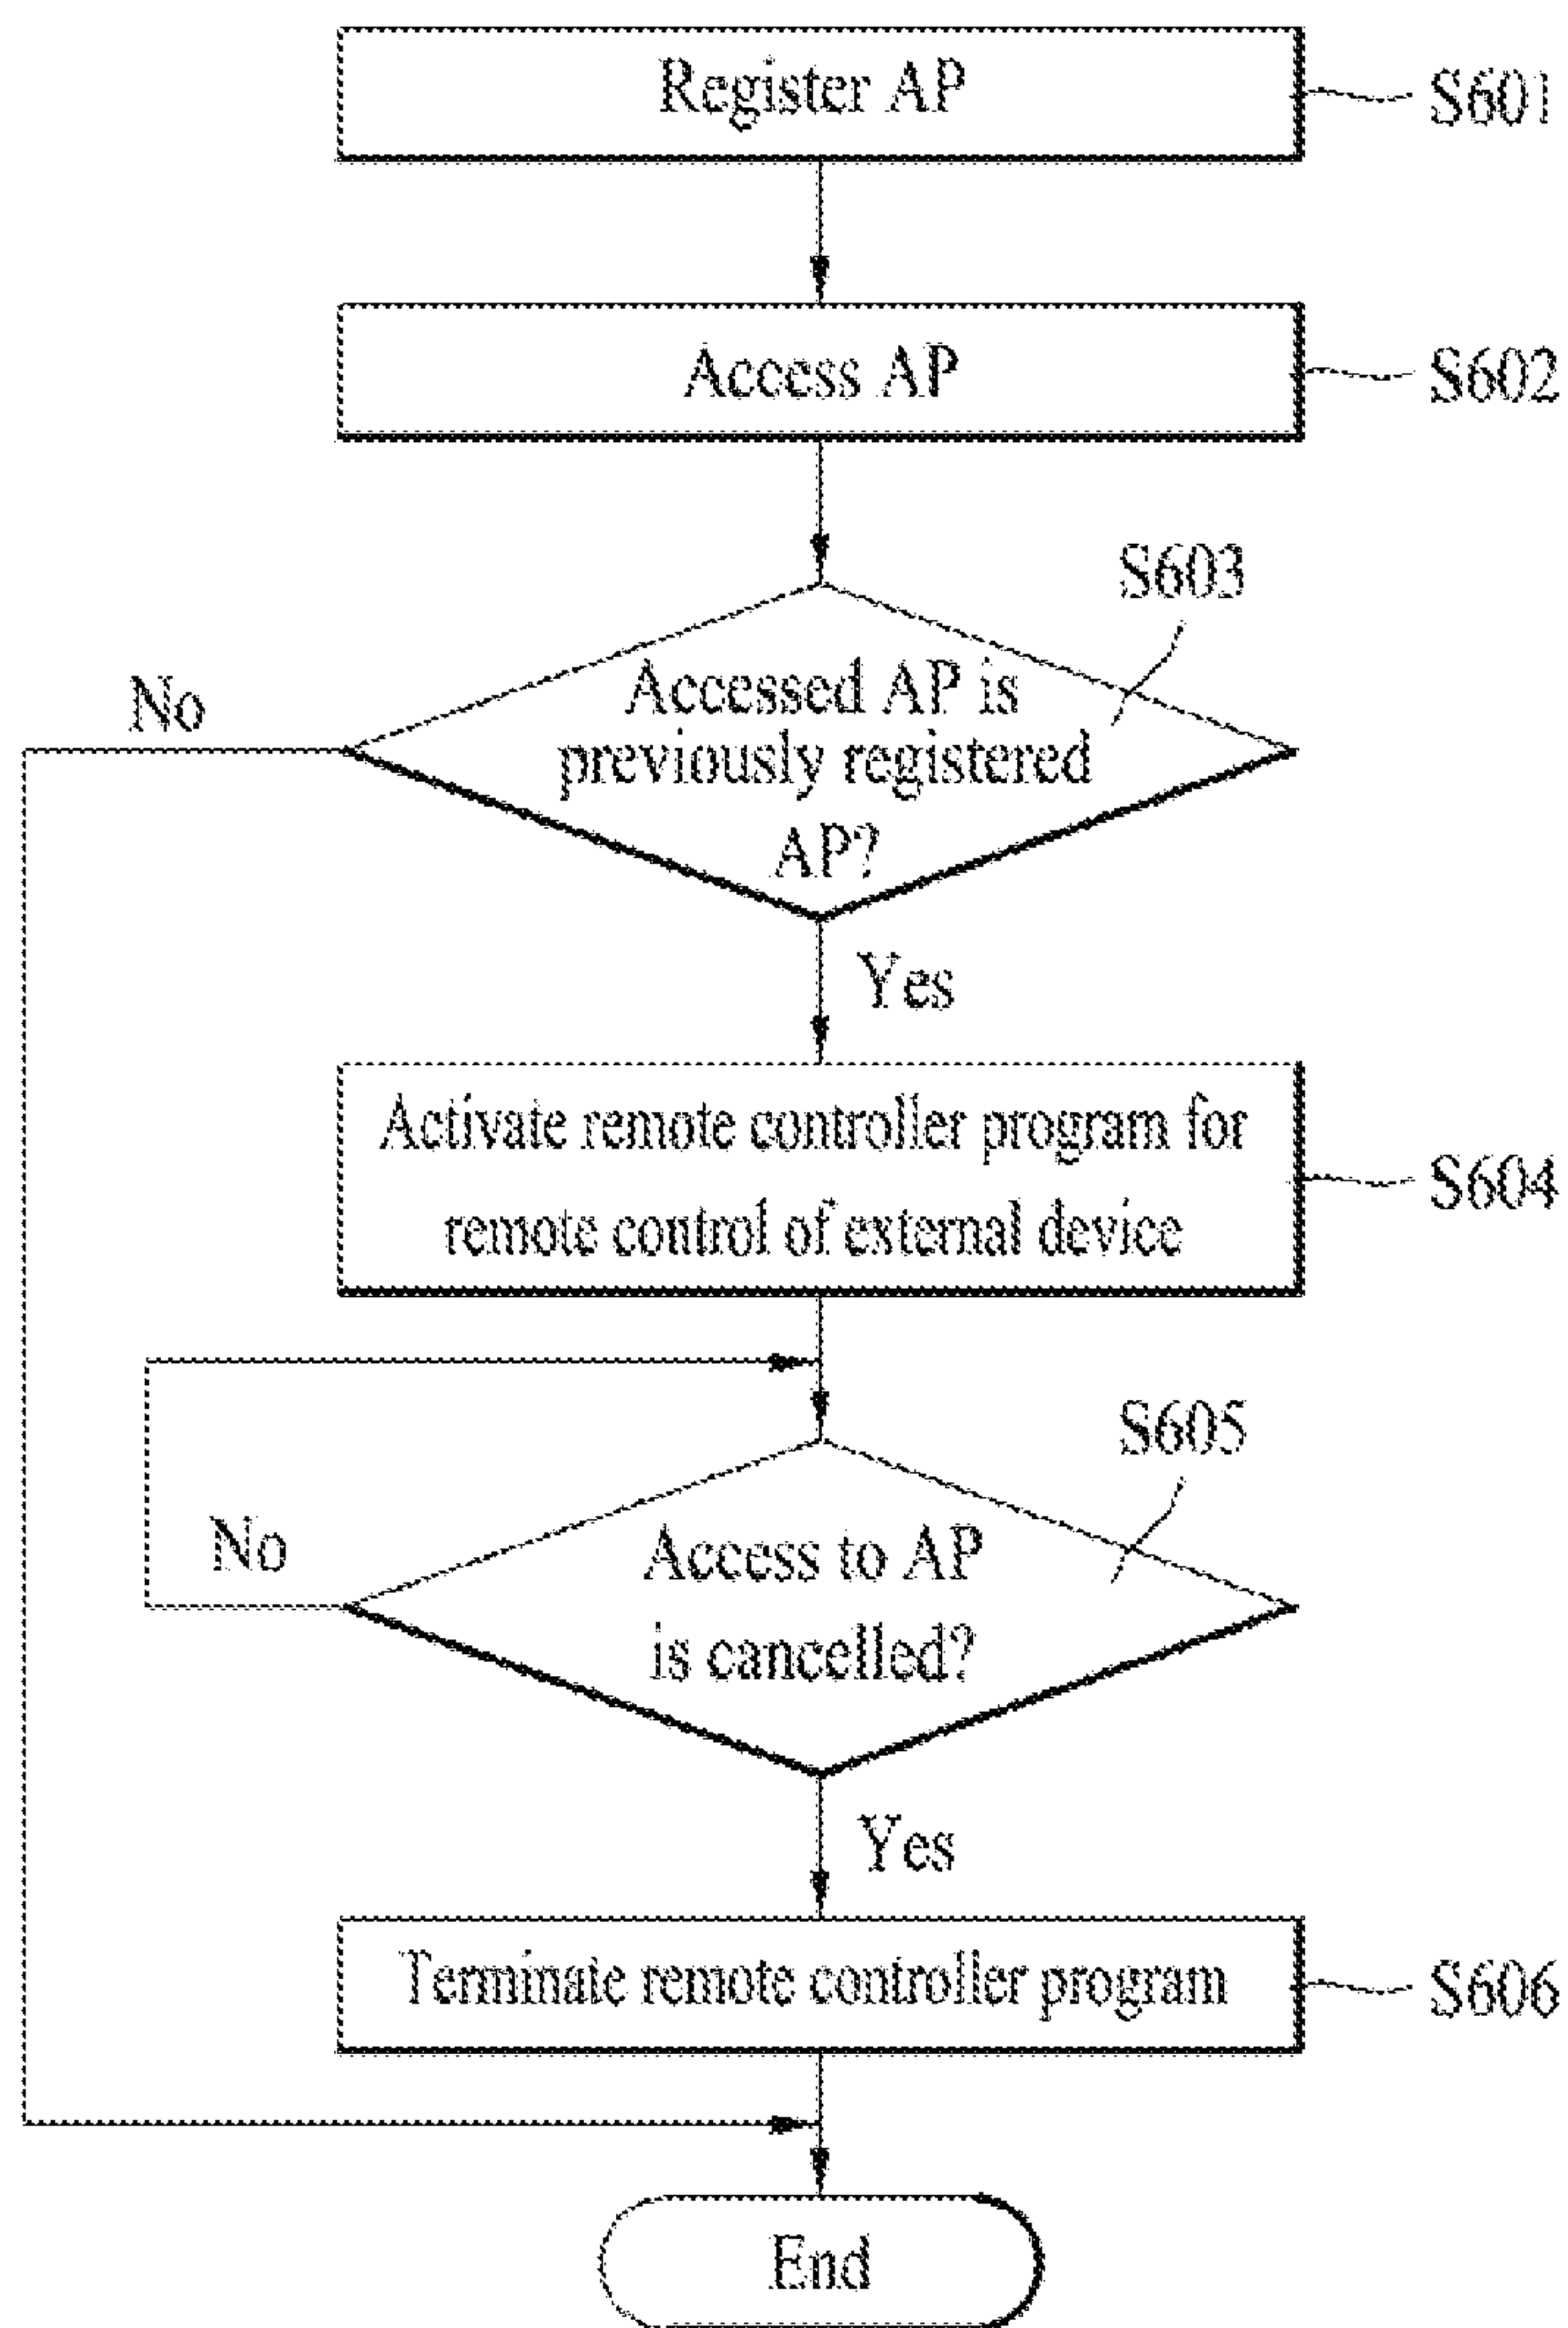 Register AP
S601
Access AP
S602
S603
No
Accessed AP is
previously registered
AP?
Yes
Activate remote controller program for
remote control of external device
S604
S605
No
Access to AP
is cancelled?
Yes
Terminate remote controller program
S606
End